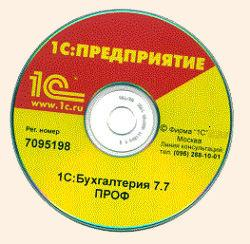 1С:ПРЕДПРИЯТИЕ
1С®
www.1c.ru
Рег. номер
7095198
© Фирма "1С"
Москва
Линия консультаций
тел. (095) 288-10-01
1С:Бухгалтерия 7.7
ПРОФ